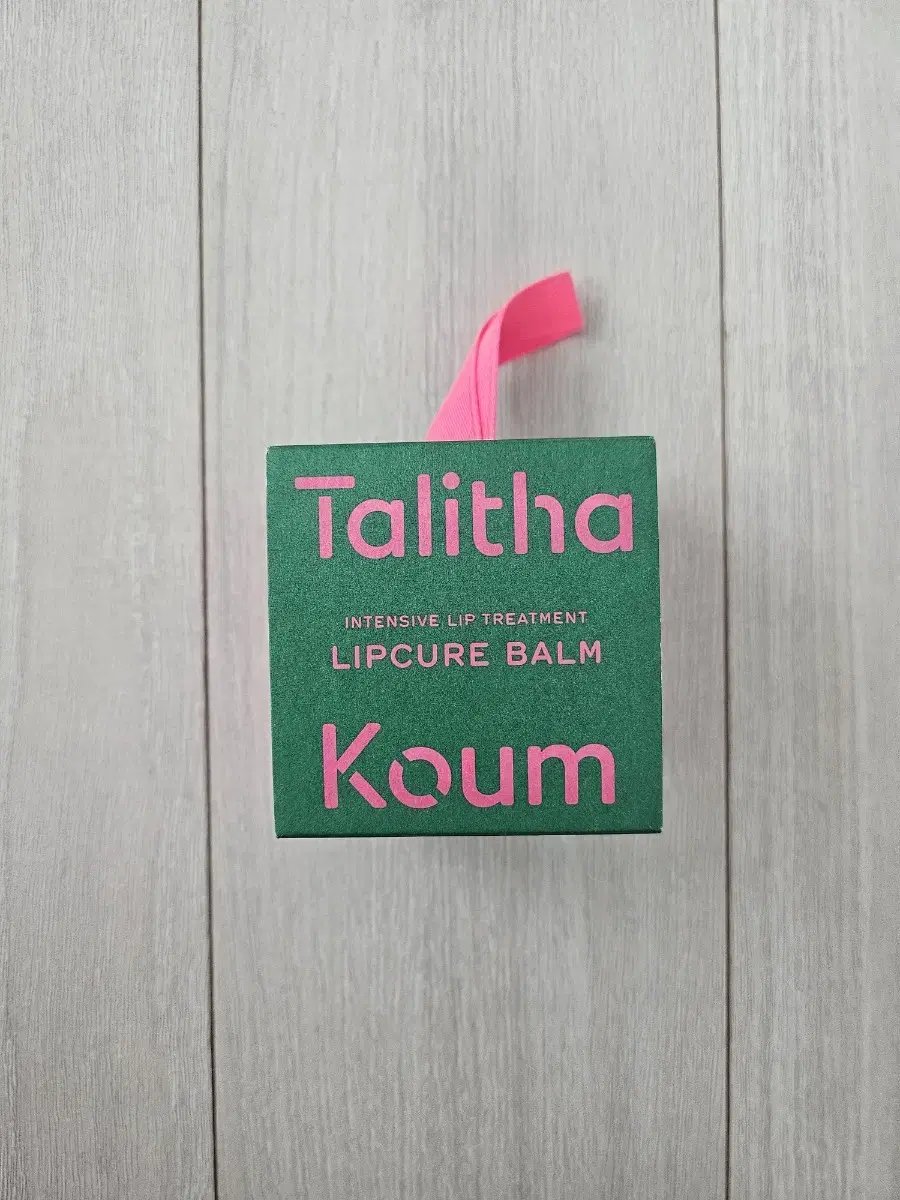 Talitha
INTENSIVE LIP TREATMENT
LIPCURE BALM
Koum